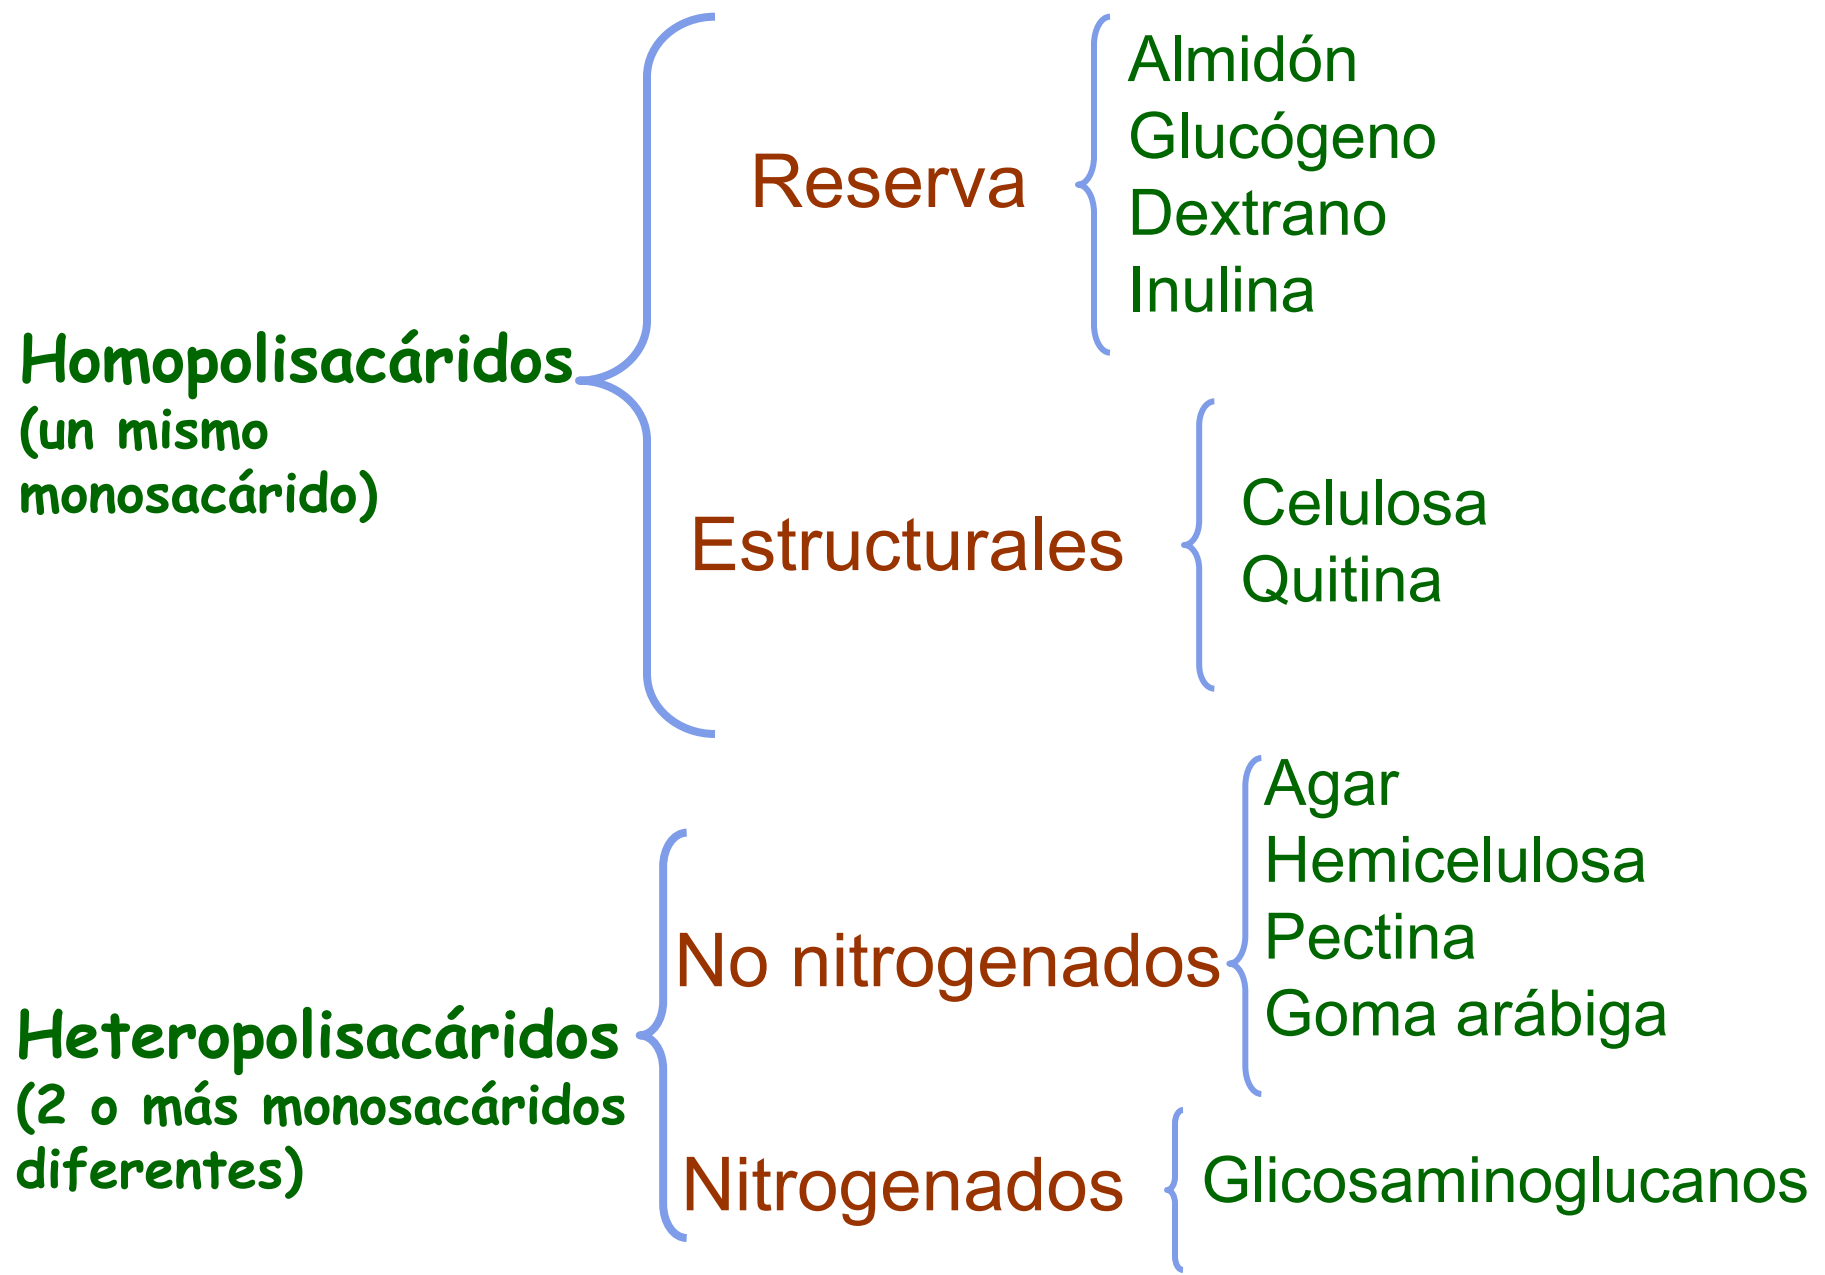 Homopolisacáridos
(un mismo
monosacárido)
Reserva
Almidón
Glucógeno
Dextrano
Inulina
Estructurales
Celulosa
Quitina
Heteropolisacáridos
(2 o más monosacáridos
diferentes)
No nitrogenados
Agar
Hemicelulosa
Pectina
Goma arábiga
Nitrogenados
Glicosaminoglucanos